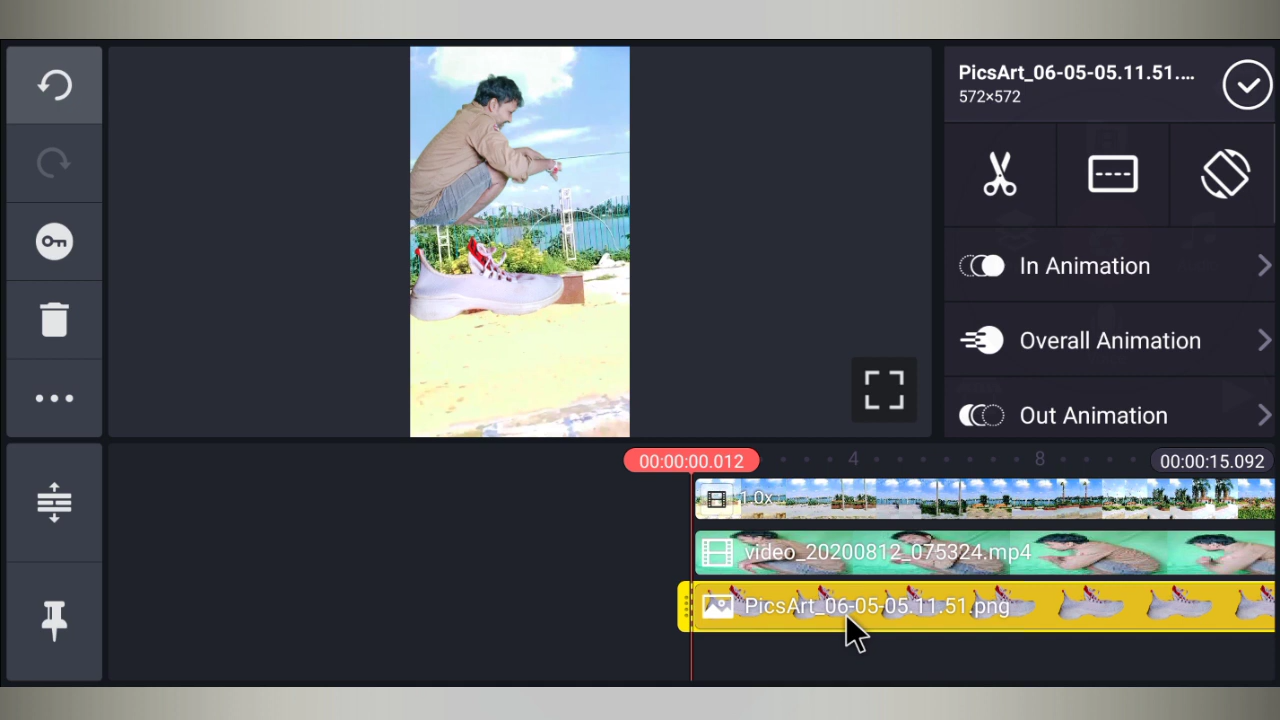 PicsArt_06-05-05.11.51....
572×572
In Animation
Overall Animation
Out Animation
00:00:00.012
4
8
00:00:15.092
1.0x
video_20200812_075324.mp4
PicsArt_06-05-05.11.51.png